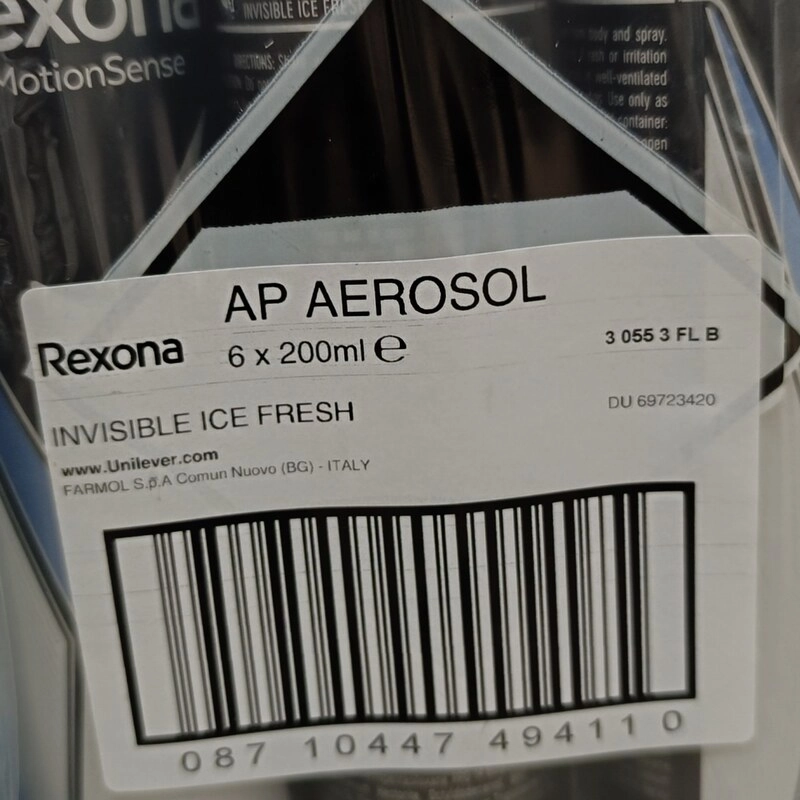 exona
MotionSense
INVISIBLE ICE FRESH
body and spray.
or irritation
well-ventilated
Use only as
container:
open
AP AEROSOL
Rexona
6 x 200ml ℮
3 055 3 FL B
INVISIBLE ICE FRESH
DU 69723420
www.Unilever.com
FARMOL S.p.A Comun Nuovo (BG) - ITALY
087 10447 494110